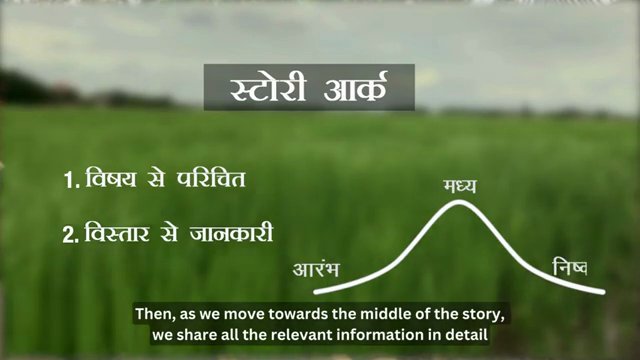 स्टोरी आर्क
1. विषय से परिचित
2. विस्तार से जानकारी
मध्य
आरंभ
Then, as we move towards the middle of the story,
we share all the relevant information in detail